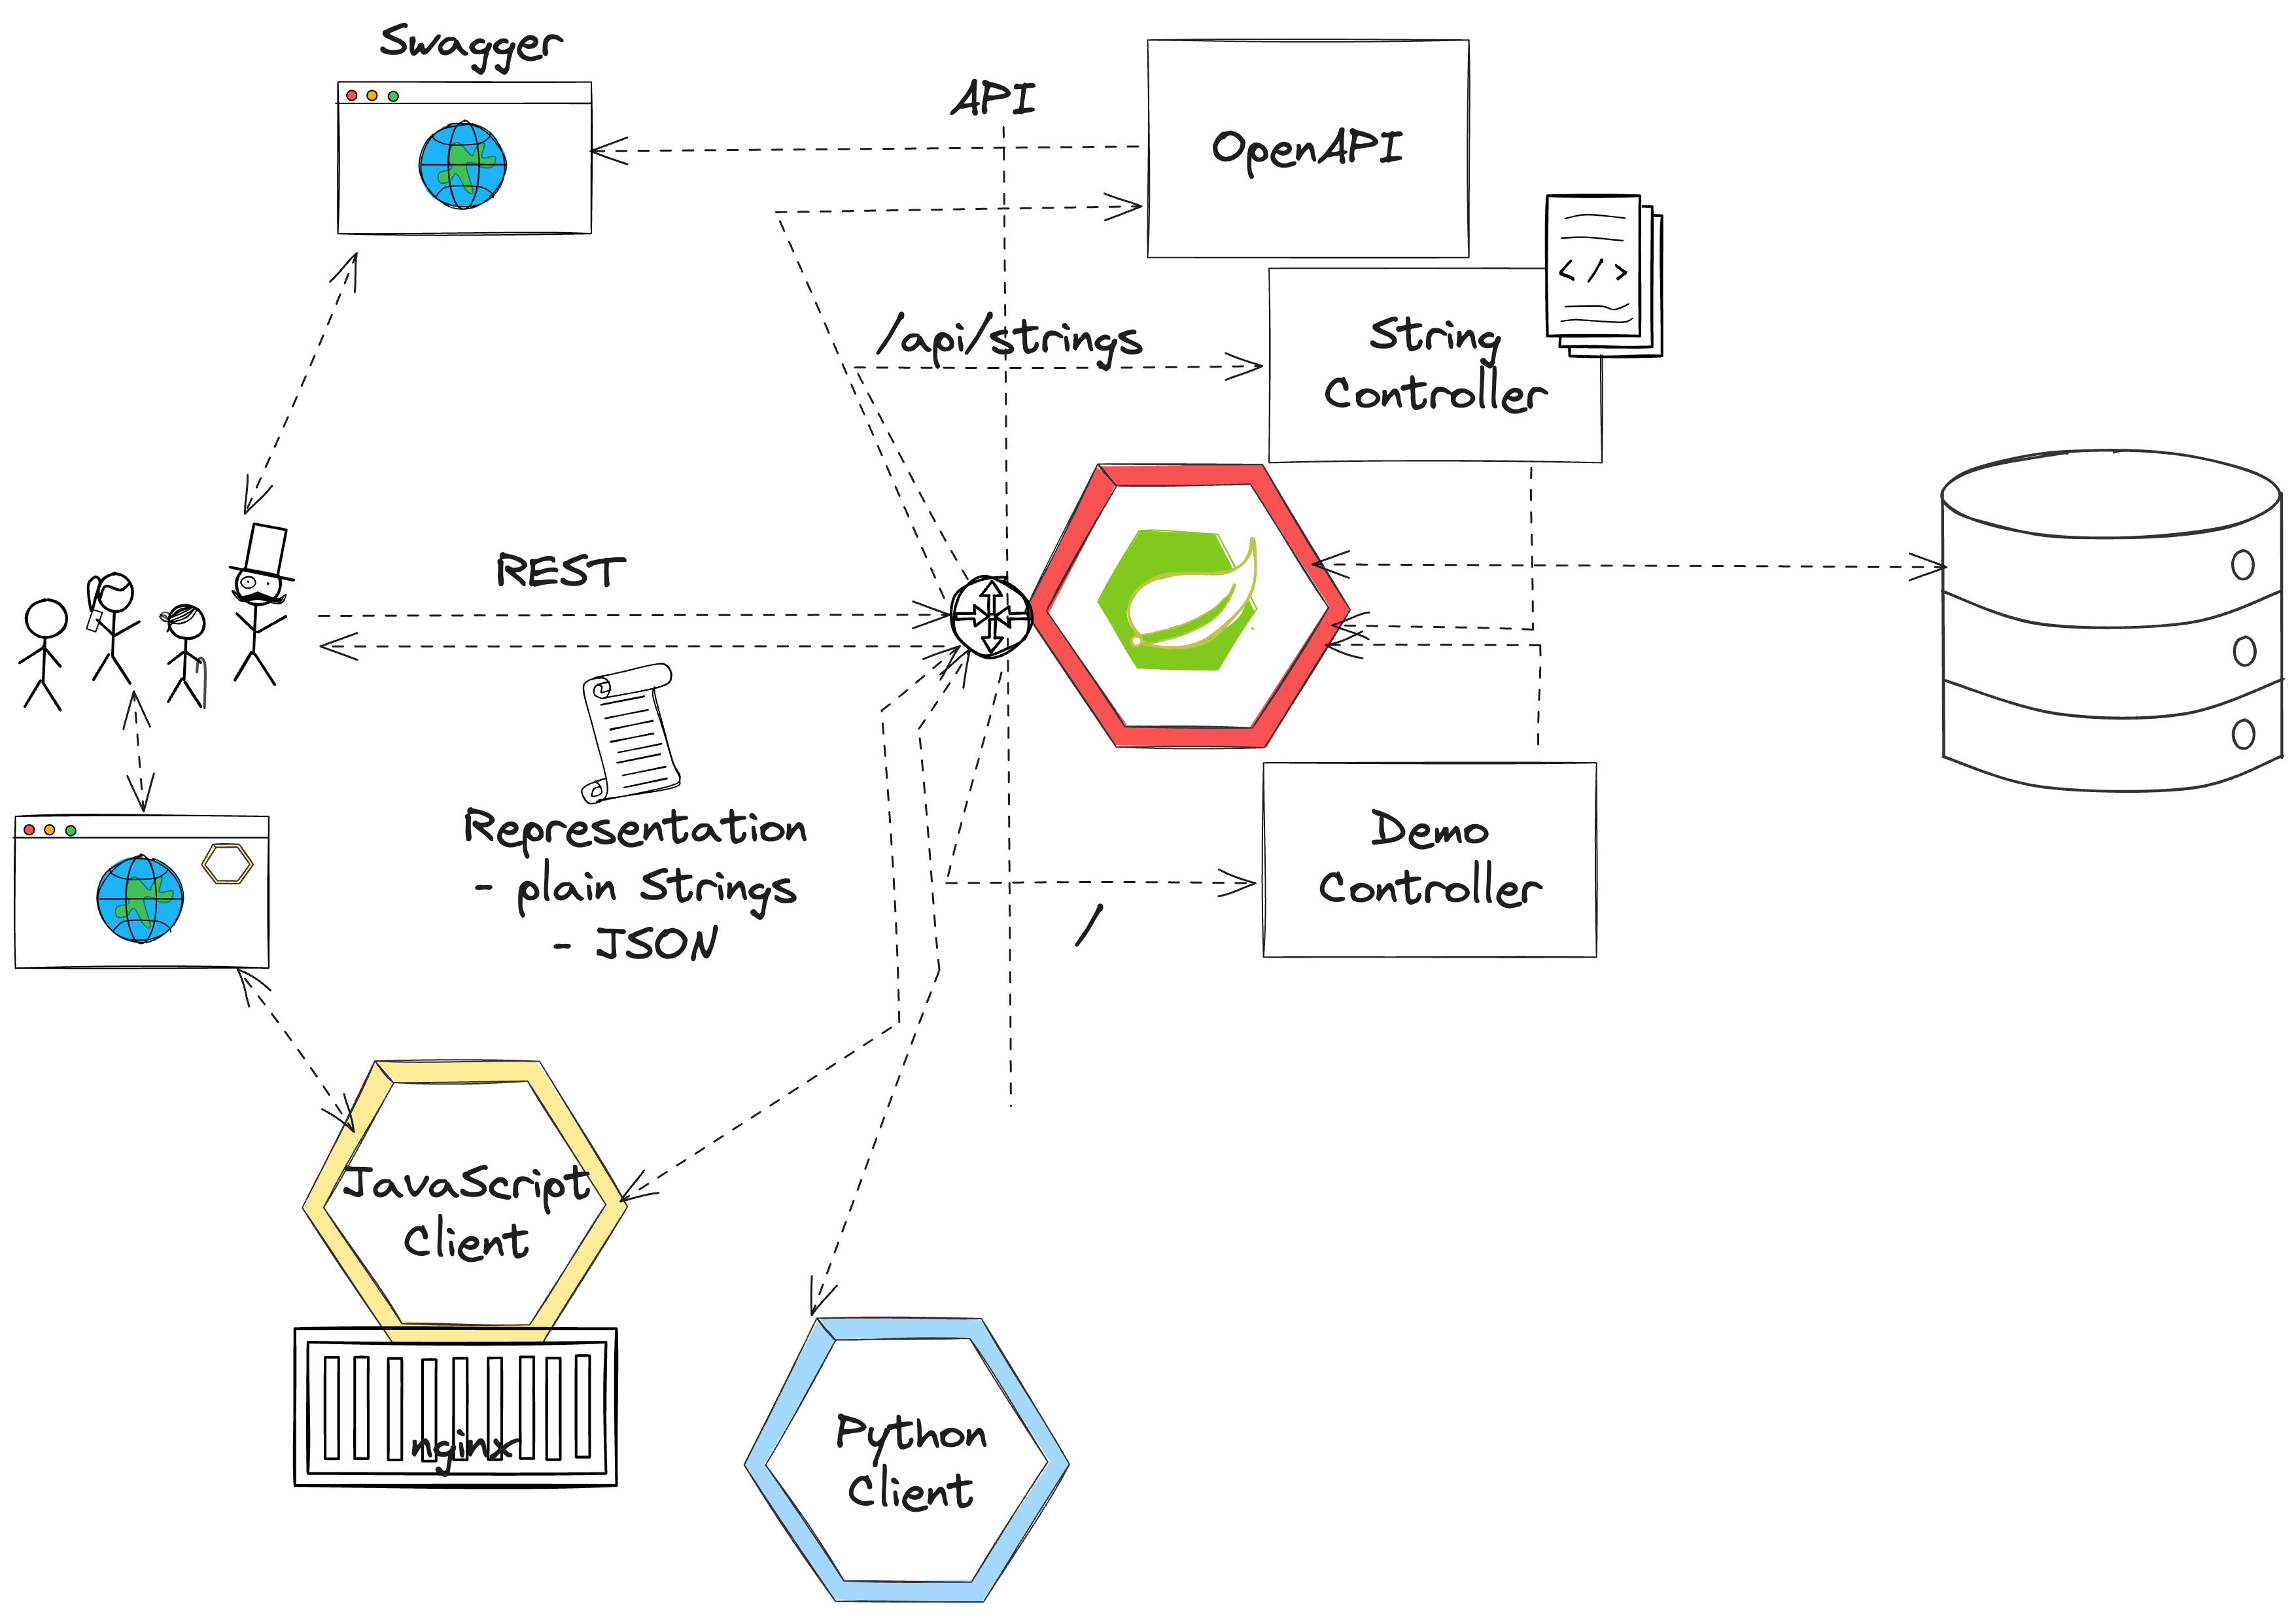 Swagger
API
OpenAPI
</>
/api/strings
String
Controller
REST
Representation
- plain Strings
- JSON
Demo
Controller
/
JavaScript
Client
nginx
Python
Client